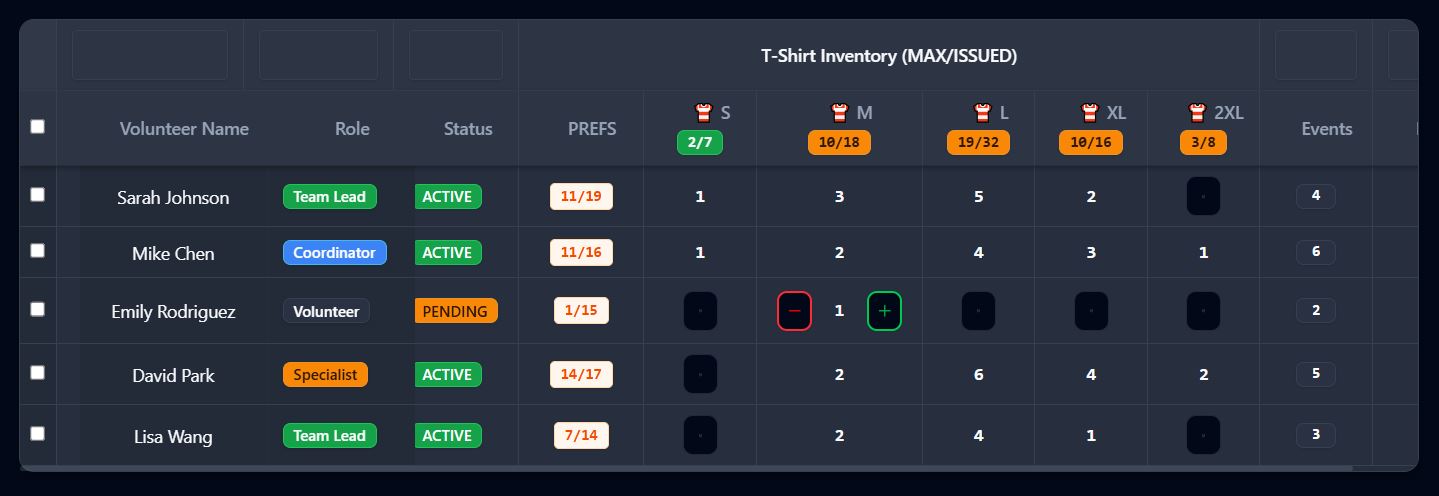 T-Shirt Inventory (MAX/ISSUED)
Volunteer Name Role Status PREFS S M L XL 2XL Events
2/7 10/18 19/32 10/16 3/8
Sarah Johnson Team Lead ACTIVE 11/19 1 3 5 2 4
Mike Chen Coordinator ACTIVE 11/16 1 2 4 3 1 6
Emily Rodriguez Volunteer PENDING 1/15 − 1 + 2
David Park Specialist ACTIVE 14/17 2 6 4 2 5
Lisa Wang Team Lead ACTIVE 7/14 2 4 1 3